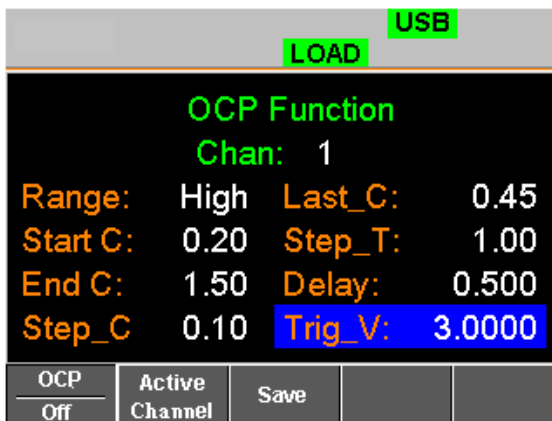 USB
LOAD
OCP Function
Chan: 1
Range: High Last_C: 0.45
Start C: 0.20 Step_T: 1.00
End C: 1.50 Delay: 0.500
Step_C 0.10 Trig_V: 3.0000
OCP Active Save
Off Channel